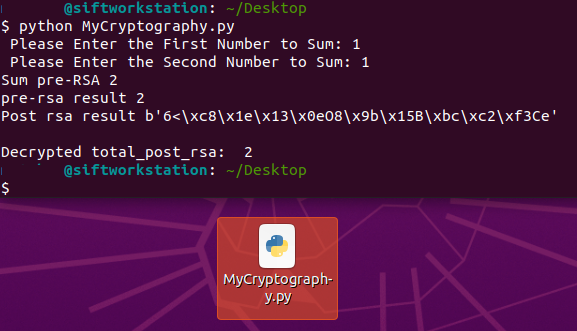 @siftworkstation: ~/Desktop
$ python MyCryptography.py
Please Enter the First Number to Sum: 1
Please Enter the Second Number to Sum: 1
Sum pre-RSA 2
pre-rsa result 2
Post rsa result b'6<\xc8\x1e\x13\x0eO8\x9b\x15B\xbc\xc2\xf3Ce'
Decrypted total_post_rsa:  2
@siftworkstation: ~/Desktop
$
MyCryptograph-
y.py